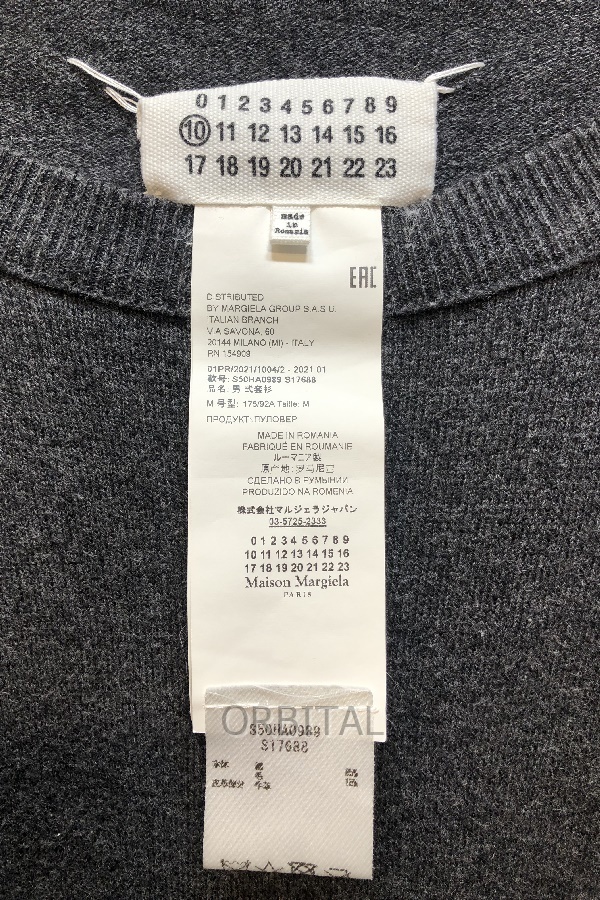 0 1 2 3 4 5 6 7 8 9
10 11 12 13 14 15 16
17 18 19 20 21 22 23
made
in
Romania
EAC
DISTRIBUTED
BY MARGIELA GROUP S.A.S U.
ITALIAN BRANCH
VIA SAVONA, 60
20144 MILANO (MI) - ITALY
RN 154909
01PR/2021/1004/2 - 2021 01
款号: S50HA0989 S17688
品名: 男
M 号型: 175/92A Taille: M
ПРОДУКТ: ПУЛОВЕР
MADE IN ROMANIA
FABRIQUÉ EN ROUMANIE
ルーマニア製
原产地: 罗马尼亚
СДЕЛАНО В РУМЫНИИ
PRODUZIDO NA ROMENIA
株式会社マルジェラジャパン
03-5725-2333
0 1 2 3 4 5 6 7 8 9
10 11 12 13 14 15 16
17 18 19 20 21 22 23
Maison Margiela
PARIS
ORBITAL
S50HA0989
S17688